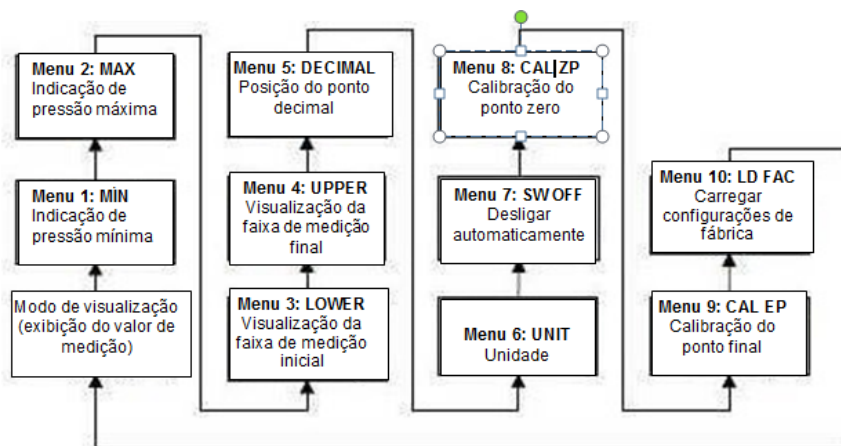 Menu 2: MAX
Indicação de
pressão máxima
Menu 1: MÍN
Indicação de
pressão mínima
Modo de visualização
(exibição do valor de
medição)
Menu 5: DECIMAL
Posição do ponto
decimal
Menu 4: UPPER
Visualização da
faixa de medição
final
Menu 3: LOWER
Visualização da
faixa de medição
inicial
Menu 8: CAL ZP
Calibração do
ponto zero
Menu 7: SW OFF
Desligar
automaticamente
Menu 6: UNIT
Unidade
Menu 10: LD FAC
Carregar
configurações de
fábrica
Menu 9: CAL EP
Calibração do
ponto final